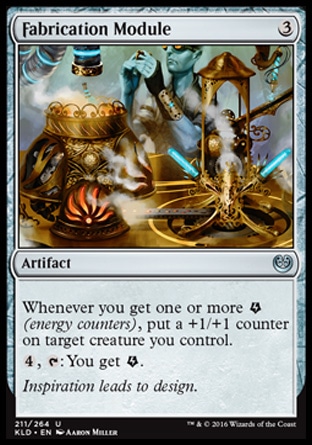 Fabrication Module 3
Artifact
Whenever you get one or more
(energy counters), put a +1/+1 counter
on target creature you control.
4, : You get .
Inspiration leads to design.
211/264 U
KLD • EN Aaron Miller
™ & © 2016 Wizards of the Coast